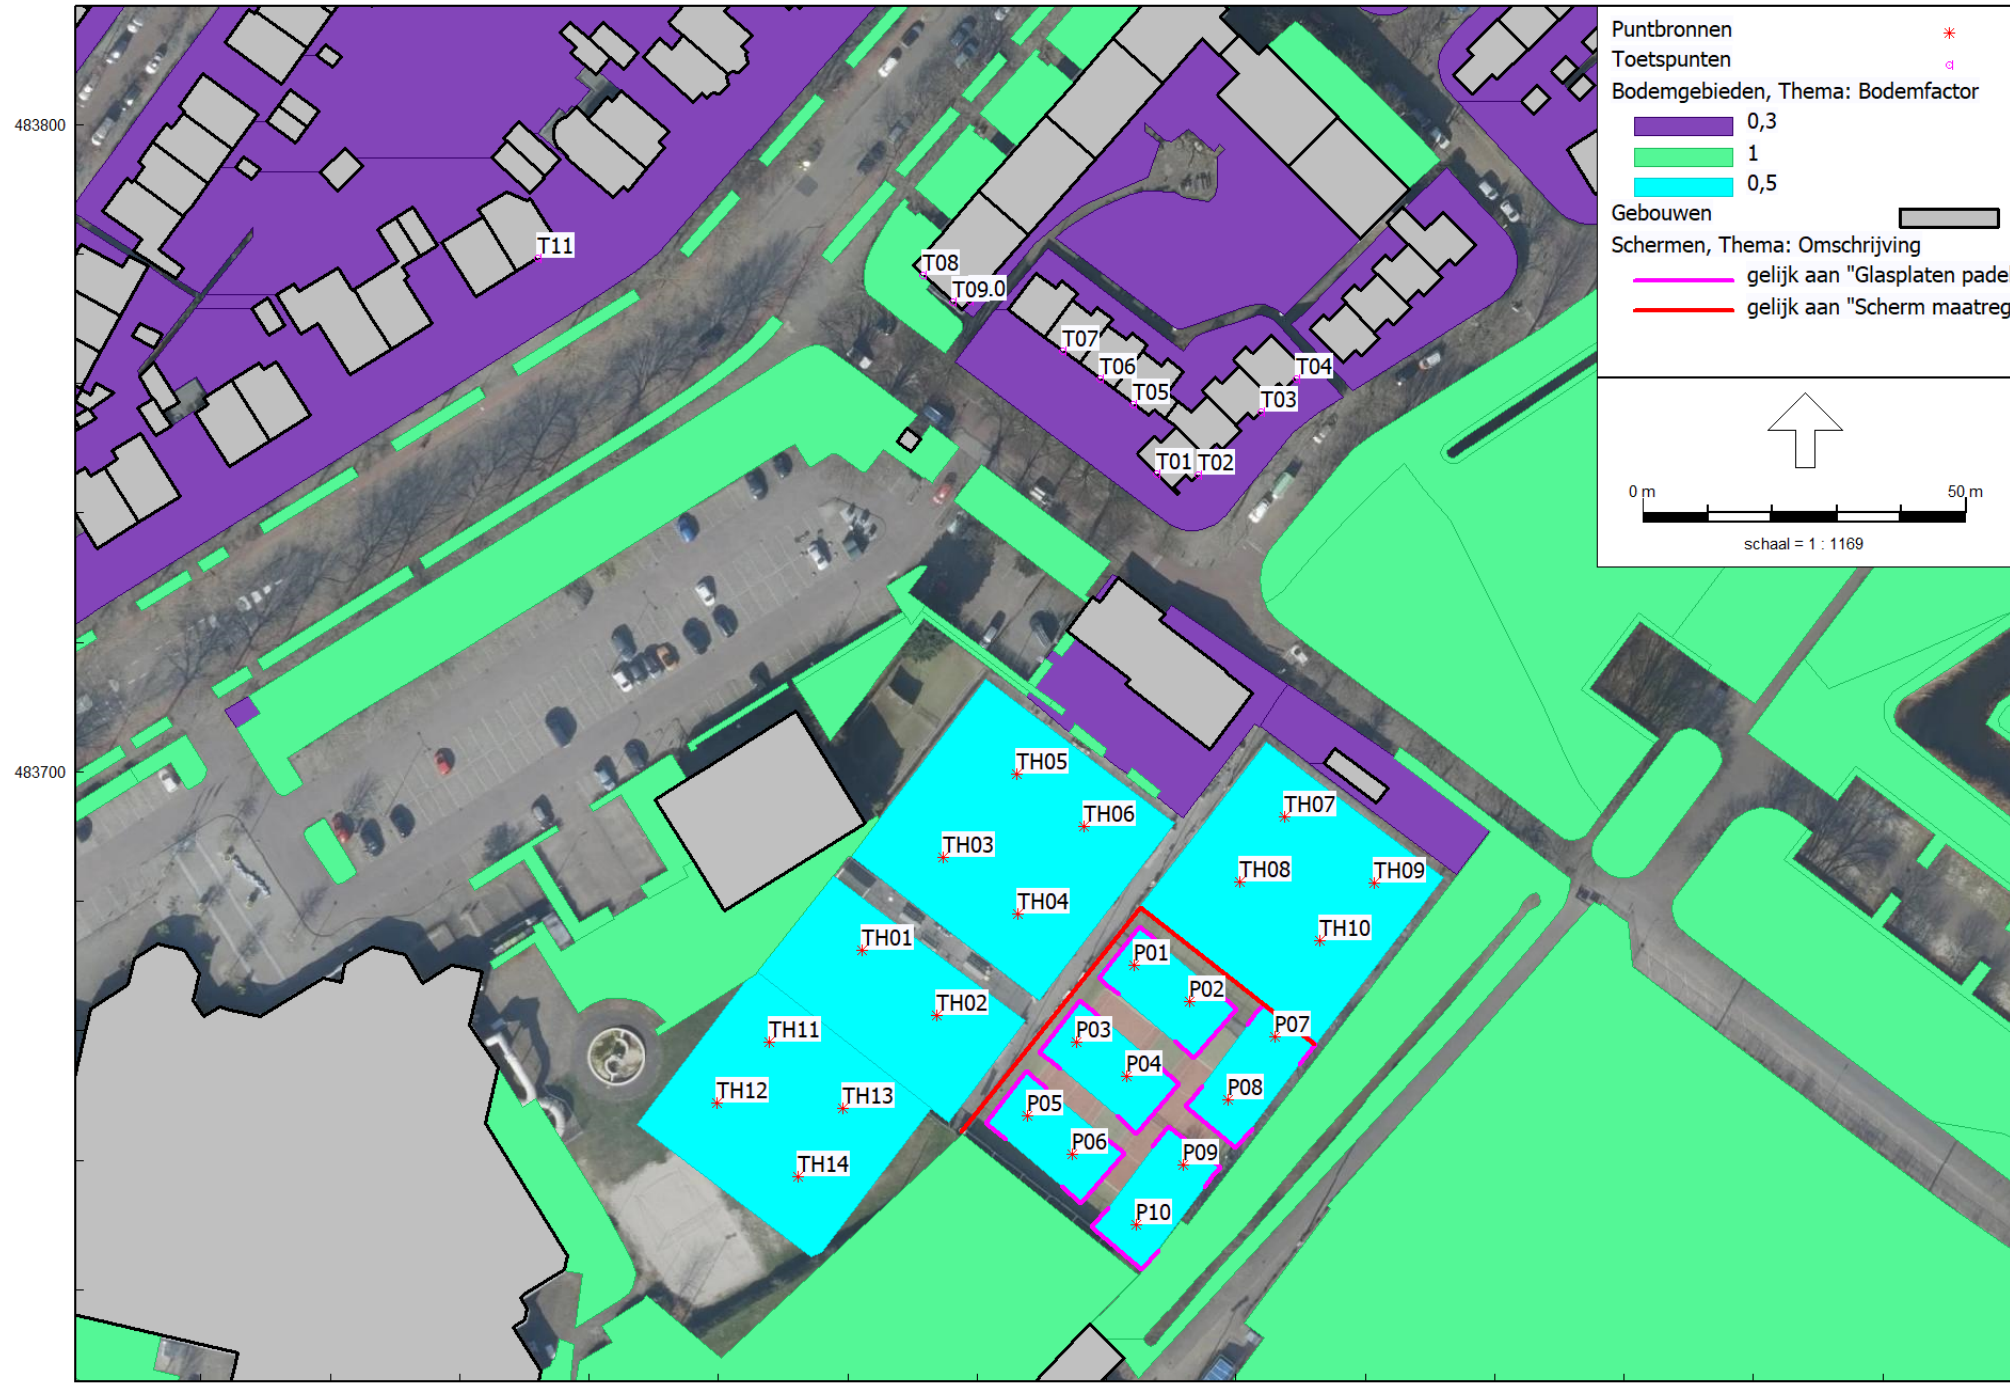 Puntbronnen
Toetspunten
Bodemgebieden, Thema: Bodemfactor
0,3
1
0,5
Gebouwen
Schermen, Thema: Omschrijving
gelijk aan "Glasplaten padel
gelijk aan "Scherm maatreg
0 m 50 m
schaal = 1 : 1169
483800
483700
T11
T08
T09.0
T07
T06
T05
T04
T03
T01
T02
TH05
TH06
TH03
TH04
TH07
TH08
TH09
TH10
TH01
TH02
TH11
TH12
TH13
TH14
P01
P02
P03
P04
P05
P06
P07
P08
P09
P10